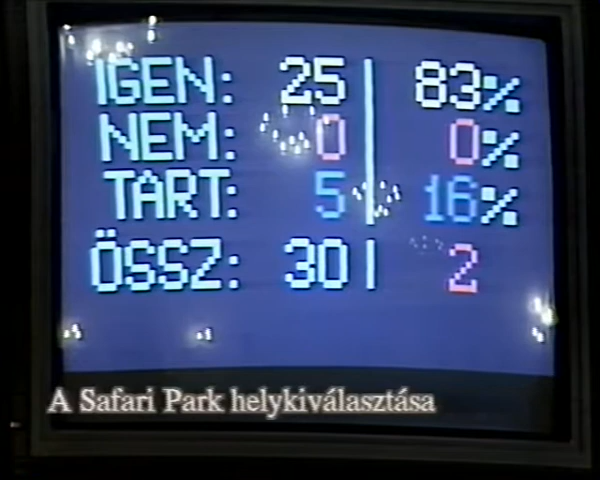 IGEN: 25 | 83%
NEM: 0 | 0%
TART: 5 | 16%
ÖSSZ: 30 | 2
A Safari Park helykiválasztása